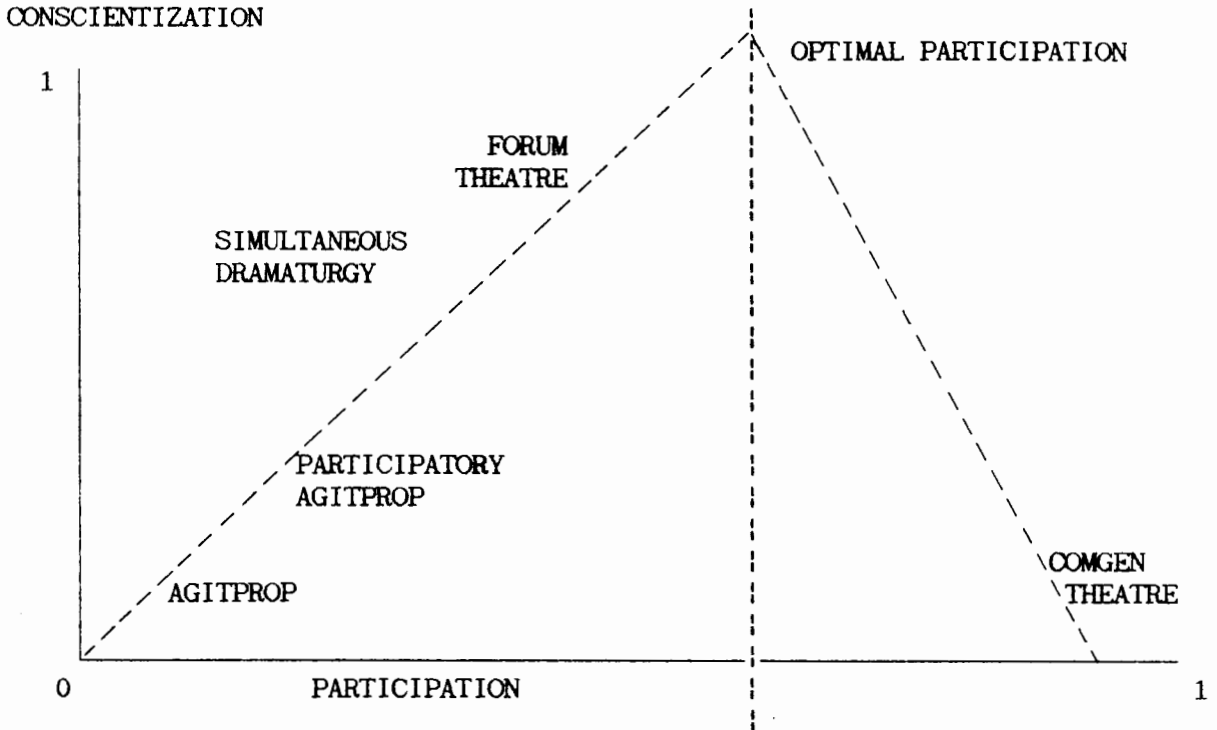 CONSCIENTIZATION
OPTIMAL PARTICIPATION
1
FORUM
THEATRE
SIMULTANEOUS
DRAMATURGY
PARTICIPATORY
AGITPROP
COMGEN
THEATRE
AGITPROP
0
PARTICIPATION
1